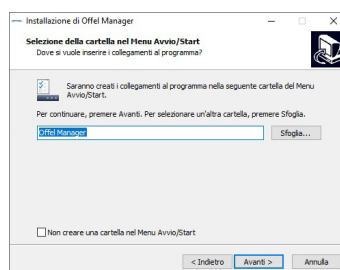 Installazione di Offel Manager
Selezione della cartella nel Menu Avvio/Start
Dove si vuole inserire i collegamenti al programma?
Saranno creati i collegamenti al programma nella seguente cartella del Menu
Avvio/Start.
Per continuare, premere Avanti. Per selezionare un'altra cartella, premere Sfoglia.
Offel Manager
Sfoglia...
Non creare una cartella nel Menu Avvio/Start
< Indietro
Avanti >
Annulla